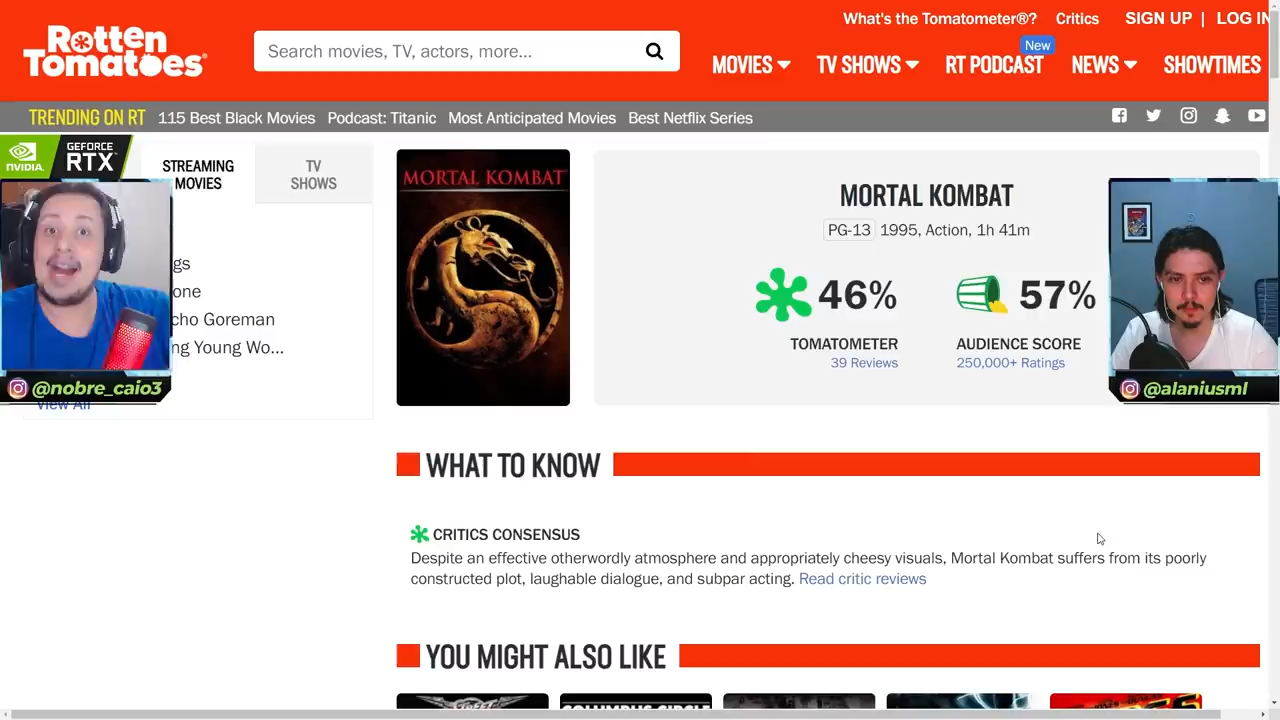 What's the Tomatometer®? Critics SIGN UP | LOG IN
Rotten
Tomatoes
Search movies, TV, actors, more...
New
MOVIES TV SHOWS RT PODCAST NEWS SHOWTIMES
TRENDING ON RT 115 Best Black Movies Podcast: Titanic Most Anticipated Movies Best Netflix Series
NVIDIA GEFORCE RTX
STREAMING
MOVIES
TV
SHOWS
gs
one
cho Goreman
ng Young Wo...
View All
@nobre_caio3
MORTAL KOMBAT
MORTAL KOMBAT
PG-13 1995, Action, 1h 41m
46% 57%
TOMATOMETER AUDIENCE SCORE
39 Reviews 250,000+ Ratings
@alaniusml
WHAT TO KNOW
CRITICS CONSENSUS
Despite an effective otherwordly atmosphere and appropriately cheesy visuals, Mortal Kombat suffers from its poorly
constructed plot, laughable dialogue, and subpar acting. Read critic reviews
YOU MIGHT ALSO LIKE